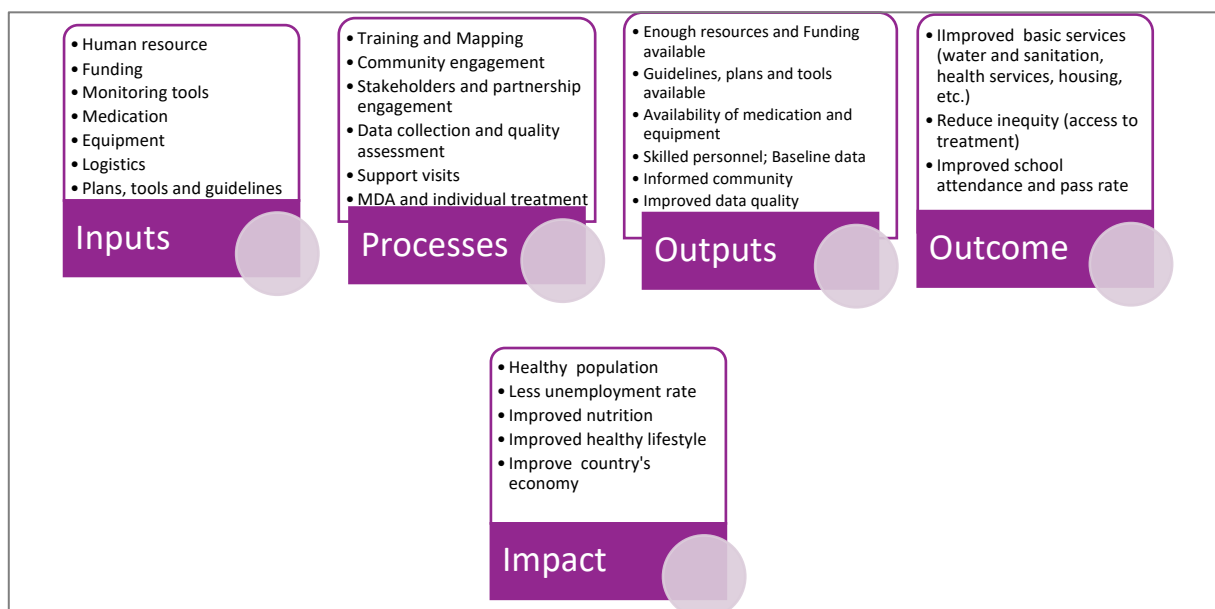 • Human resource
• Funding
• Monitoring tools
• Medication
• Equipment
• Logistics
• Plans, tools and guidelines
Inputs
• Training and Mapping
• Community engagement
• Stakeholders and partnership
engagement
• Data collection and quality
assessment
• Support visits
• MDA and individual treatment
Processes
• Enough resources and Funding
available
• Guidelines, plans and tools
available
• Availability of medication and
equipment
• Skilled personnel; Baseline data
• Informed community
• Improved data quality
Outputs
• IImproved basic services
(water and sanitation,
health services, housing,
etc.)
• Reduce inequity (access to
treatment)
• Improved school
attendance and pass rate
Outcome
• Healthy population
• Less unemployment rate
• Improved nutrition
• Improved healthy lifestyle
• Improve country's
economy
Impact